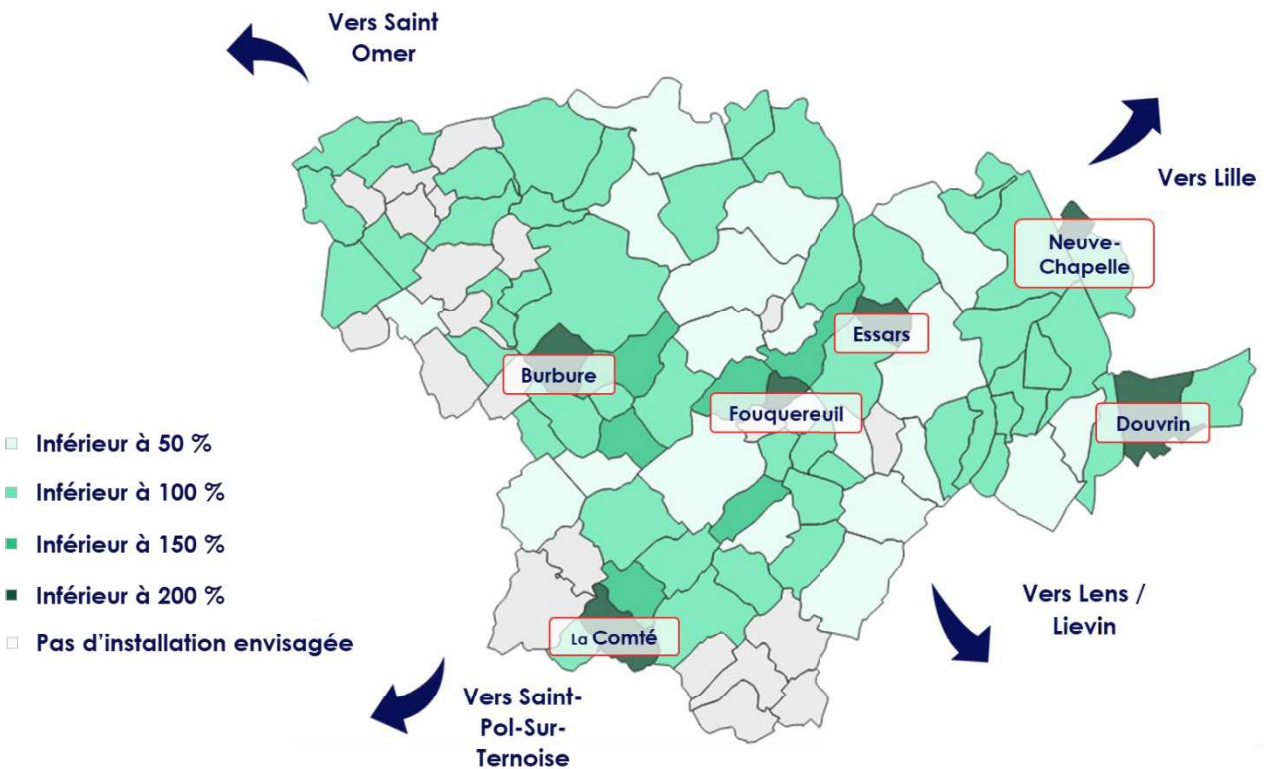 Vers Saint
Omer
Vers Lille
Neuve-
Chapelle
Essars
Burbure
Fouquereuil
Douvrin
Inférieur à 50 %
Inférieur à 100 %
Inférieur à 150 %
Inférieur à 200 %
Pas d’installation envisagée
La Comté
Vers Lens /
Lievin
Vers Saint-
Pol-Sur-
Ternoise